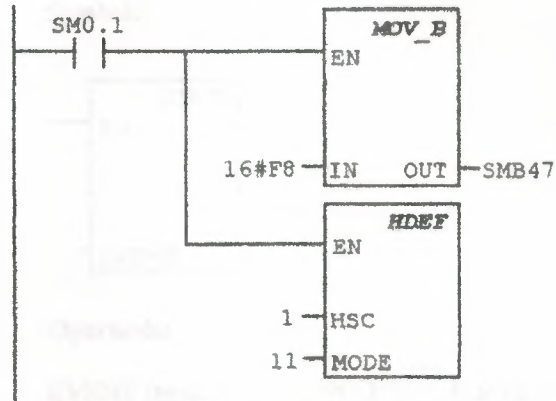 SM0.1
MOV_B
EN
16#F8 IN OUT SMB47
HDEF
EN
1 HSC
11 MODE